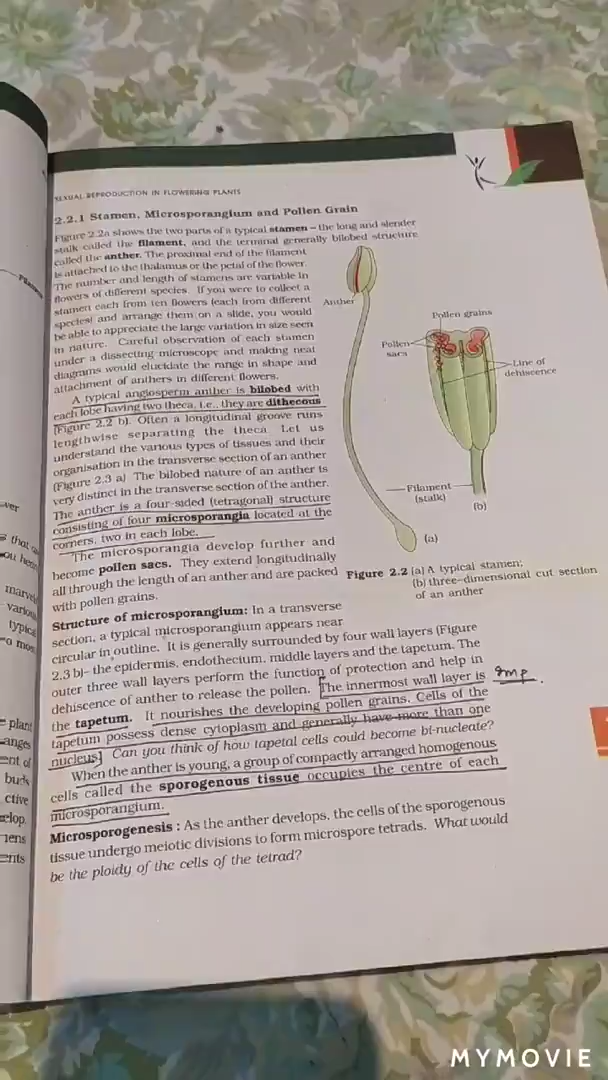 SEXUAL REPRODUCTION IN FLOWERING PLANTS
2.2.1 Stamen, Microsporangium and Pollen Grain
Figure 2.2a shows the two parts of a typical stamen – the long and slender
stalk called the filament, and the terminal generally bilobed structure
called the anther. The proximal end of the filament
is attached to the thalamus or the petal of the flower.
The number and length of stamens are variable in
flowers of different species. If you were to collect a
stamen each from ten flowers (each from different
species) and arrange them on a slide, you would
be able to appreciate the large variation in size seen
in nature. Careful observation of each stamen
under a dissecting microscope and making neat
diagrams would elucidate the range in shape and
attachment of anthers in different flowers.
A typical angiosperm anther is bilobed with
each lobe having two theca, i.e., they are dithecous
(Figure 2.2 b). Often a longitudinal groove runs
lengthwise separating the theca. Let us
understand the various types of tissues and their
organisation in the transverse section of an anther
(Figure 2.3 a) The bilobed nature of an anther is
very distinct in the transverse section of the anther.
The anther is a four-sided (tetragonal) structure
consisting of four microsporangia located at the
corners, two in each lobe.
The microsporangia develop further and
become pollen sacs. They extend longitudinally
all through the length of an anther and are packed
with pollen grains.
Anther
Pollen grains
Pollen
sacs
Line of
dehiscence
Filament
(stalk)
(b)
(a)
Figure 2.2 (a) A typical stamen;
(b) three-dimensional cut section
of an anther
Structure of microsporangium: In a transverse
section, a typical microsporangium appears near
circular in outline. It is generally surrounded by four wall layers (Figure
2.3 b)– the epidermis, endothecium, middle layers and the tapetum. The
outer three wall layers perform the function of protection and help in
dehiscence of anther to release the pollen. [The innermost wall layer is Imp
the tapetum. It nourishes the developing pollen grains. Cells of the
tapetum possess dense cytoplasm and generally have more than one
nucleus] Can you think of how tapetal cells could become bi-nucleate?
When the anther is young, a group of compactly arranged homogenous
cells called the sporogenous tissue occupies the centre of each
microsporangium.
Microsporogenesis : As the anther develops, the cells of the sporogenous
tissue undergo meiotic divisions to form microspore tetrads. What would
be the ploidy of the cells of the tetrad?
MYMOVIE